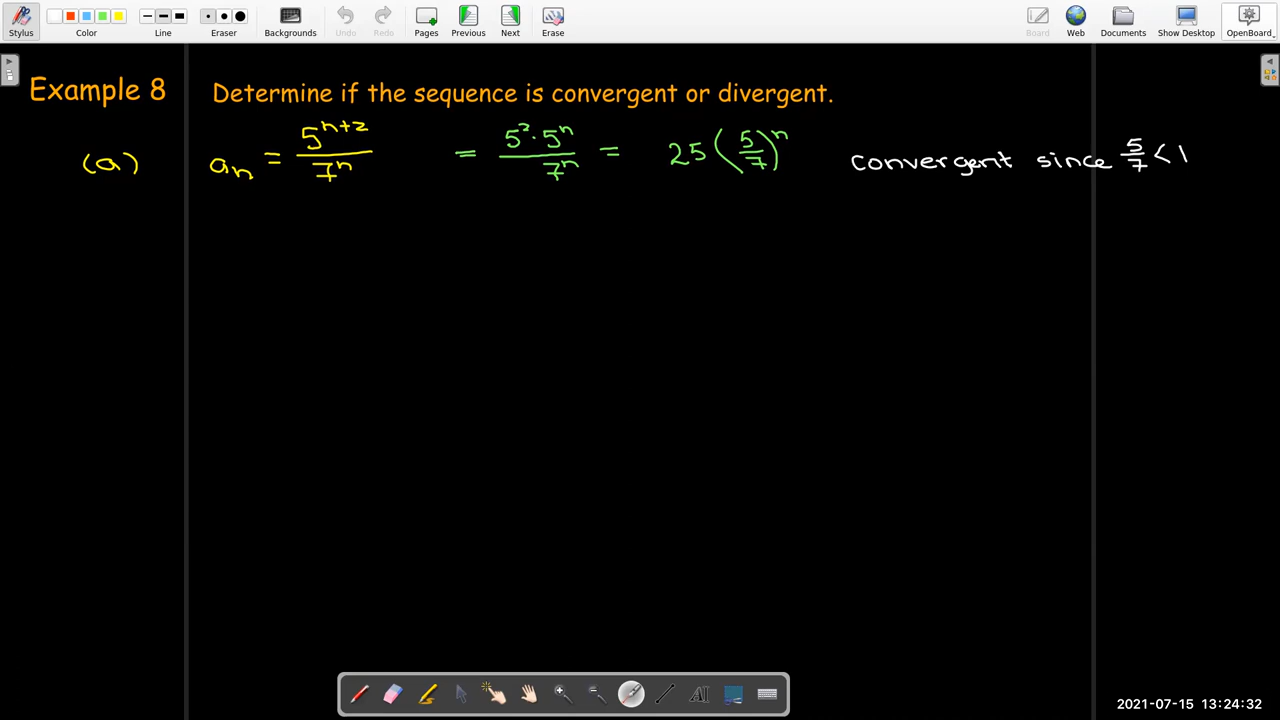 Stylus Color Line Eraser Backgrounds Undo Redo Pages Previous Next Erase Board Web Documents Show Desktop OpenBoard
Example 8 Determine if the sequence is convergent or divergent.
(a) aₙ = 5ⁿ⁺²/7ⁿ = 5²·5ⁿ/7ⁿ = 25(5/7)ⁿ convergent since 5/7 < 1
2021-07-15 13:24:32